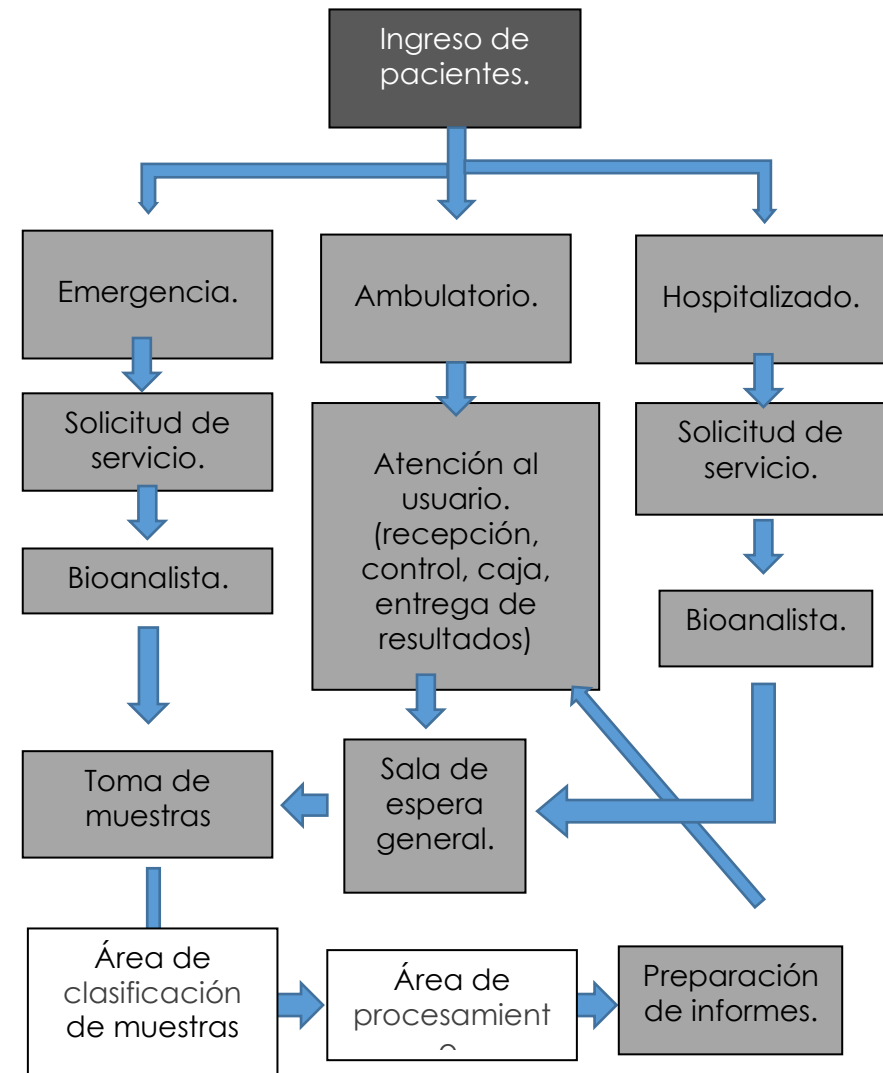 Ingreso de
pacientes.
Emergencia.
Ambulatorio.
Hospitalizado.
Solicitud de
servicio.
Atención al
usuario.
(recepción,
control, caja,
entrega de
resultados)
Solicitud de
servicio.
Bioanalista.
Bioanalista.
Toma de
muestras
Sala de
espera
general.
Área de
clasificación
de muestras
Área de
procesamient
o
Preparación
de informes.